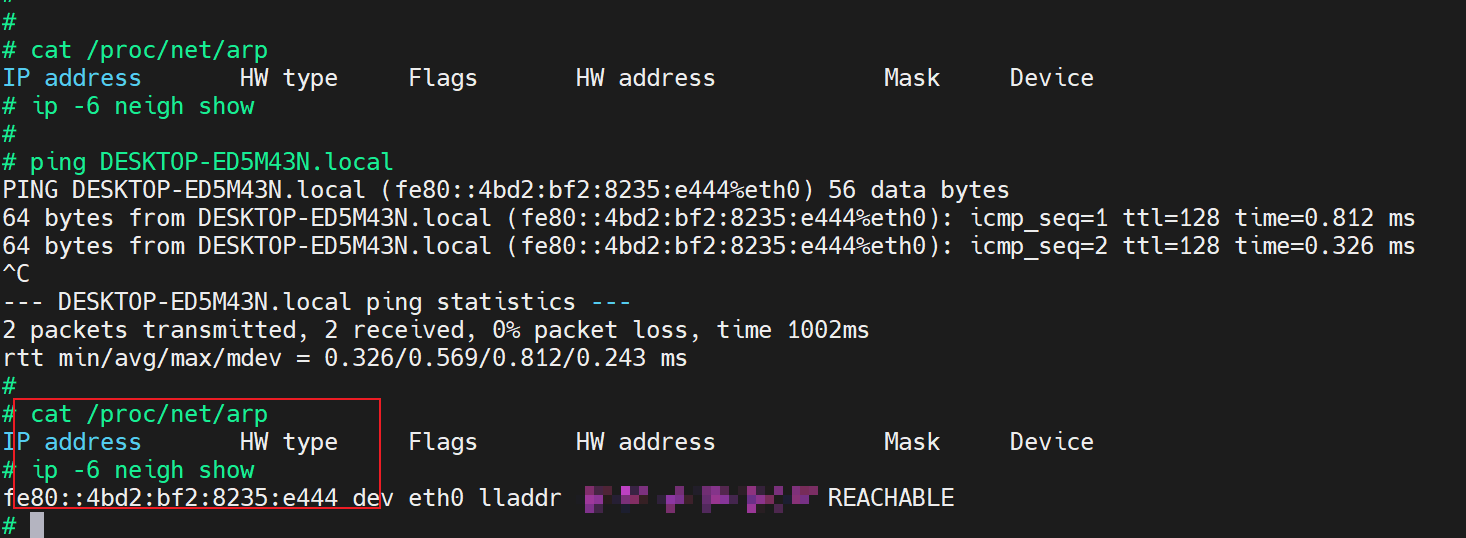 #
#
# cat /proc/net/arp
IP address       HW type     Flags       HW address            Mask     Device
# ip -6 neigh show
#
# ping DESKTOP-ED5M43N.local
PING DESKTOP-ED5M43N.local (fe80::4bd2:bf2:8235:e444%eth0) 56 data bytes
64 bytes from DESKTOP-ED5M43N.local (fe80::4bd2:bf2:8235:e444%eth0): icmp_seq=1 ttl=128 time=0.812 ms
64 bytes from DESKTOP-ED5M43N.local (fe80::4bd2:bf2:8235:e444%eth0): icmp_seq=2 ttl=128 time=0.326 ms
^C
--- DESKTOP-ED5M43N.local ping statistics ---
2 packets transmitted, 2 received, 0% packet loss, time 1002ms
rtt min/avg/max/mdev = 0.326/0.569/0.812/0.243 ms
#
# cat /proc/net/arp
IP address       HW type     Flags       HW address            Mask     Device
# ip -6 neigh show
fe80::4bd2:bf2:8235:e444 dev eth0 lladdr REACHABLE
#